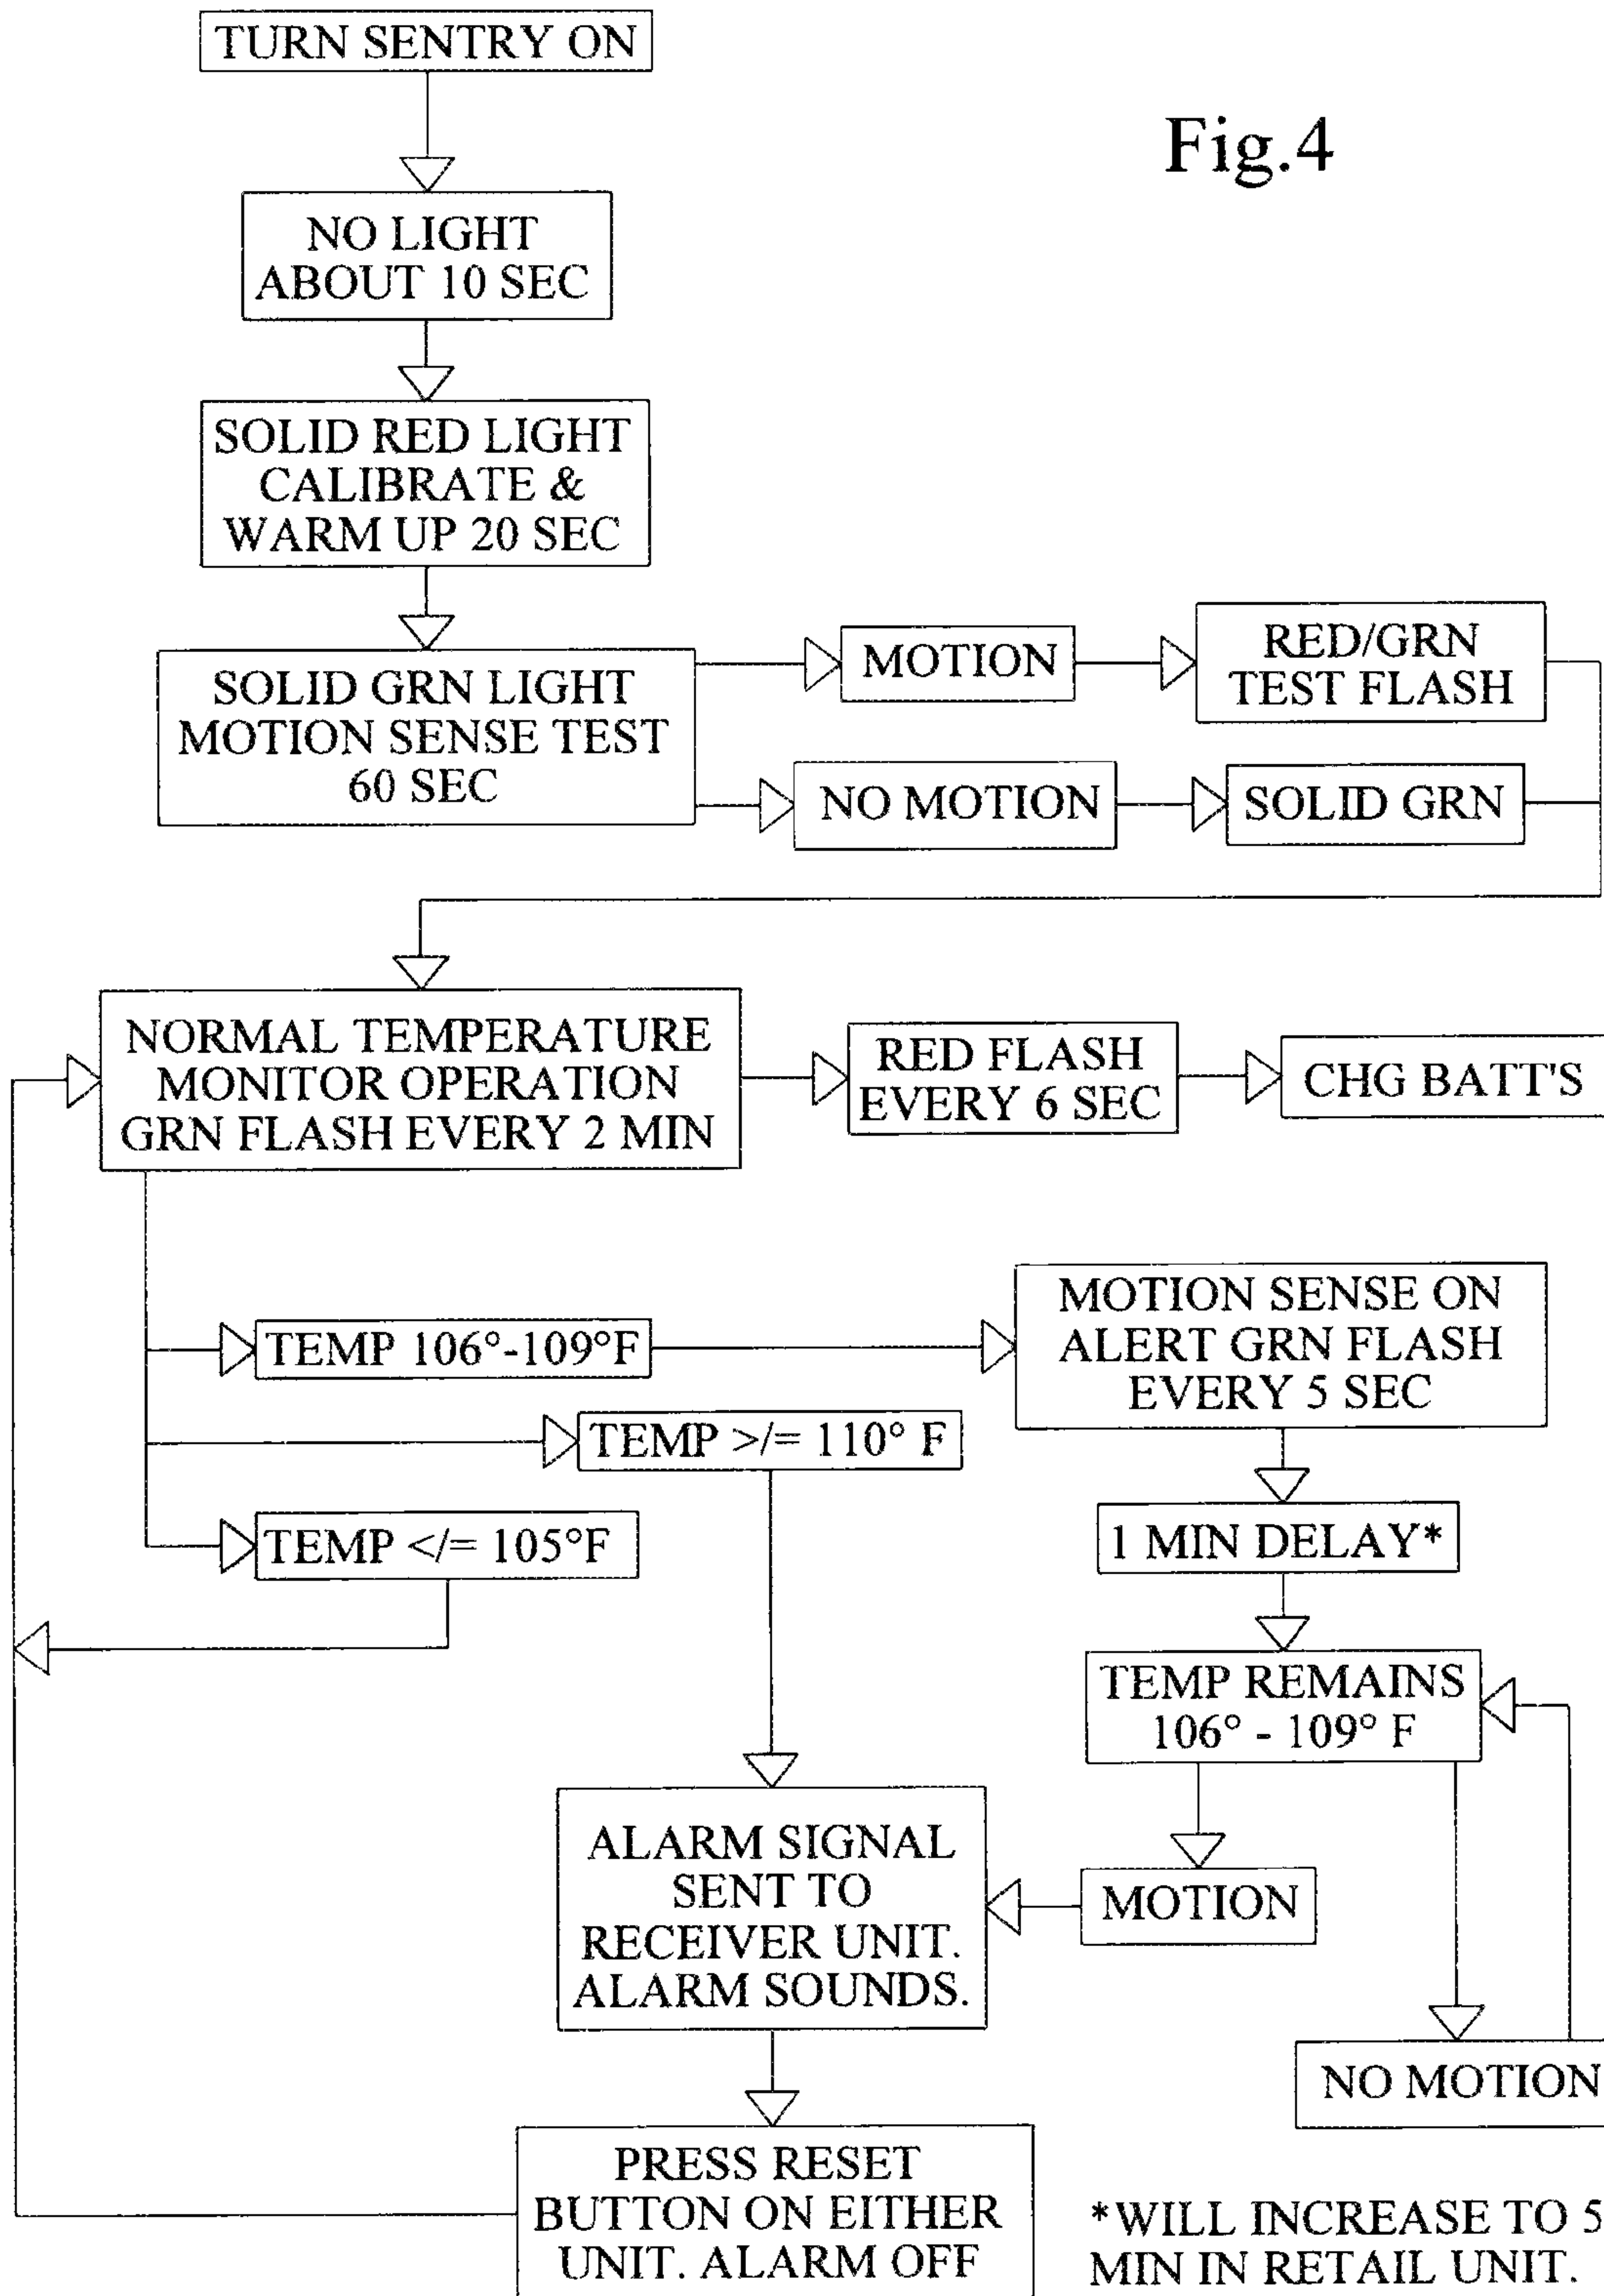 TURN SENTRY ON
Fig.4
NO LIGHT
ABOUT 10 SEC
SOLID RED LIGHT
CALIBRATE &
WARM UP 20 SEC
SOLID GRN LIGHT
MOTION SENSE TEST
60 SEC
MOTION
RED/GRN
TEST FLASH
NO MOTION
SOLID GRN
NORMAL TEMPERATURE
MONITOR OPERATION
GRN FLASH EVERY 2 MIN
RED FLASH
EVERY 6 SEC
CHG BATT'S
TEMP 106°-109°F
MOTION SENSE ON
ALERT GRN FLASH
EVERY 5 SEC
TEMP >/= 110° F
TEMP </= 105°F
1 MIN DELAY*
TEMP REMAINS
106° - 109° F
ALARM SIGNAL
SENT TO
RECEIVER UNIT.
ALARM SOUNDS.
MOTION
NO MOTION
PRESS RESET
BUTTON ON EITHER
UNIT. ALARM OFF
*WILL INCREASE TO 5
MIN IN RETAIL UNIT.